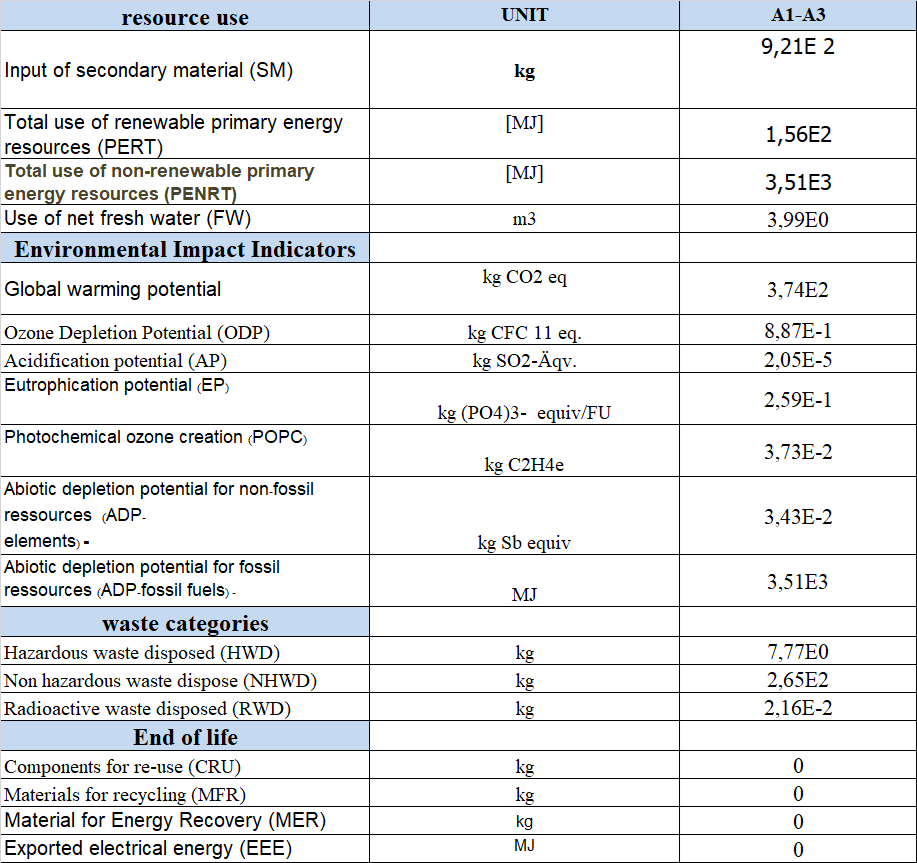 resource use UNIT A1-A3
Input of secondary material (SM) kg 9,21E 2
Total use of renewable primary energy
resources (PERT) [MJ] 1,56E2
Total use of non-renewable primary
energy resources (PENRT) [MJ] 3,51E3
Use of net fresh water (FW) m3 3,99E0
Environmental Impact Indicators
Global warming potential kg CO2 eq 3,74E2
Ozone Depletion Potential (ODP) kg CFC 11 eq. 8,87E-1
Acidification potential (AP) kg SO2-Äqv. 2,05E-5
Eutrophication potential (EP) kg (PO4)3- equiv/FU 2,59E-1
Photochemical ozone creation (POPC) kg C2H4e 3,73E-2
Abiotic depletion potential for non-fossil
ressources (ADP-
elements) - kg Sb equiv 3,43E-2
Abiotic depletion potential for fossil
ressources (ADP-fossil fuels) - MJ 3,51E3
waste categories
Hazardous waste disposed (HWD) kg 7,77E0
Non hazardous waste dispose (NHWD) kg 2,65E2
Radioactive waste disposed (RWD) kg 2,16E-2
End of life
Components for re-use (CRU) kg 0
Materials for recycling (MFR) kg 0
Material for Energy Recovery (MER) kg 0
Exported electrical energy (EEE) MJ 0